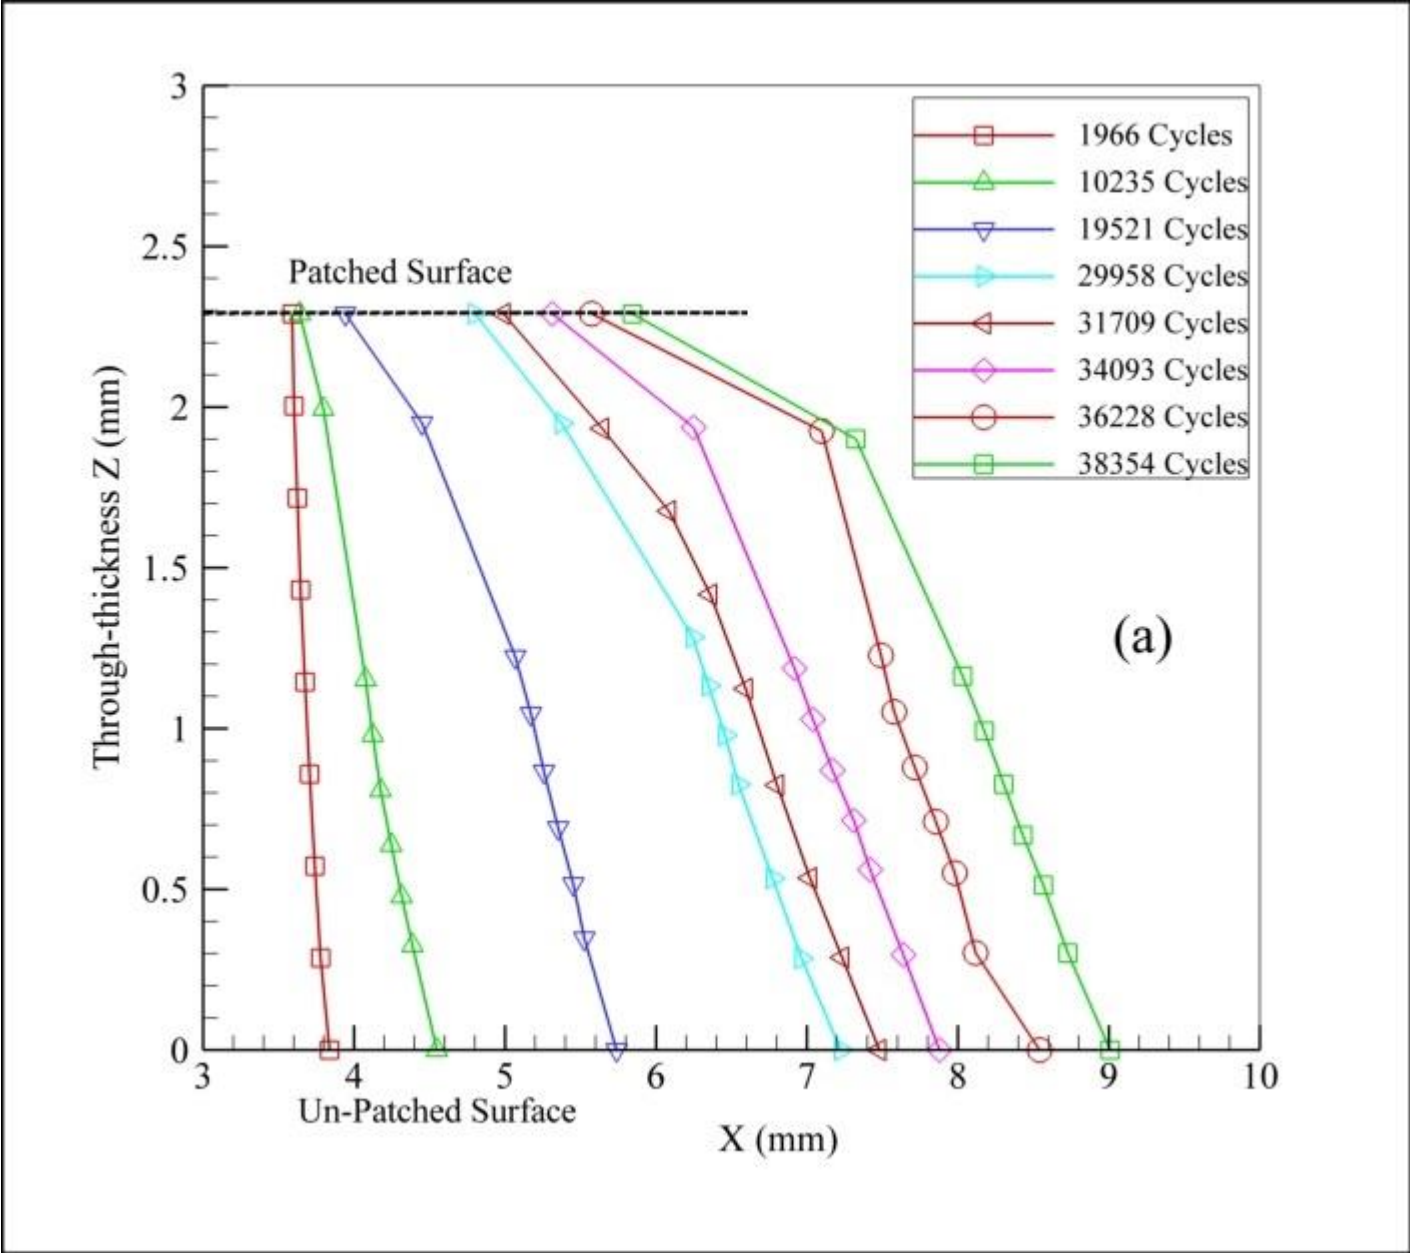 3
2.5
2
1.5
1
0.5
0
Through-thickness Z (mm)
Patched Surface
1966 Cycles
10235 Cycles
19521 Cycles
29958 Cycles
31709 Cycles
34093 Cycles
36228 Cycles
38354 Cycles
(a)
3 4 5 6 7 8 9 10
Un-Patched Surface
X (mm)